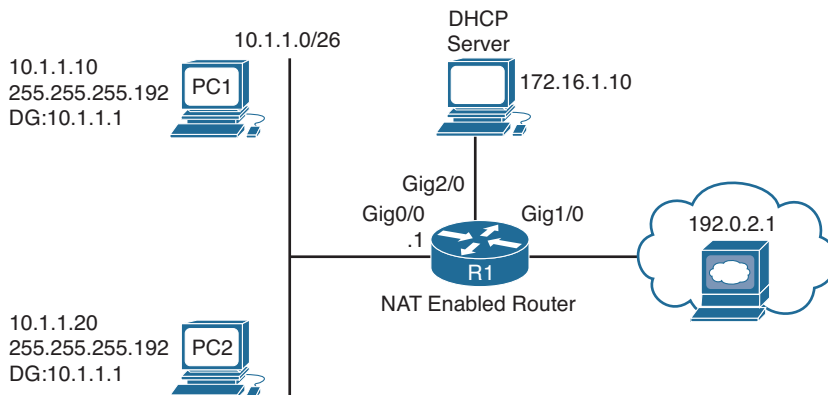 DHCP
Server
10.1.1.0/26
10.1.1.10
255.255.255.192
DG:10.1.1.1
PC1
172.16.1.10
Gig2/0
Gig0/0
.1
Gig1/0
R1
NAT Enabled Router
192.0.2.1
10.1.1.20
255.255.255.192
DG:10.1.1.1
PC2